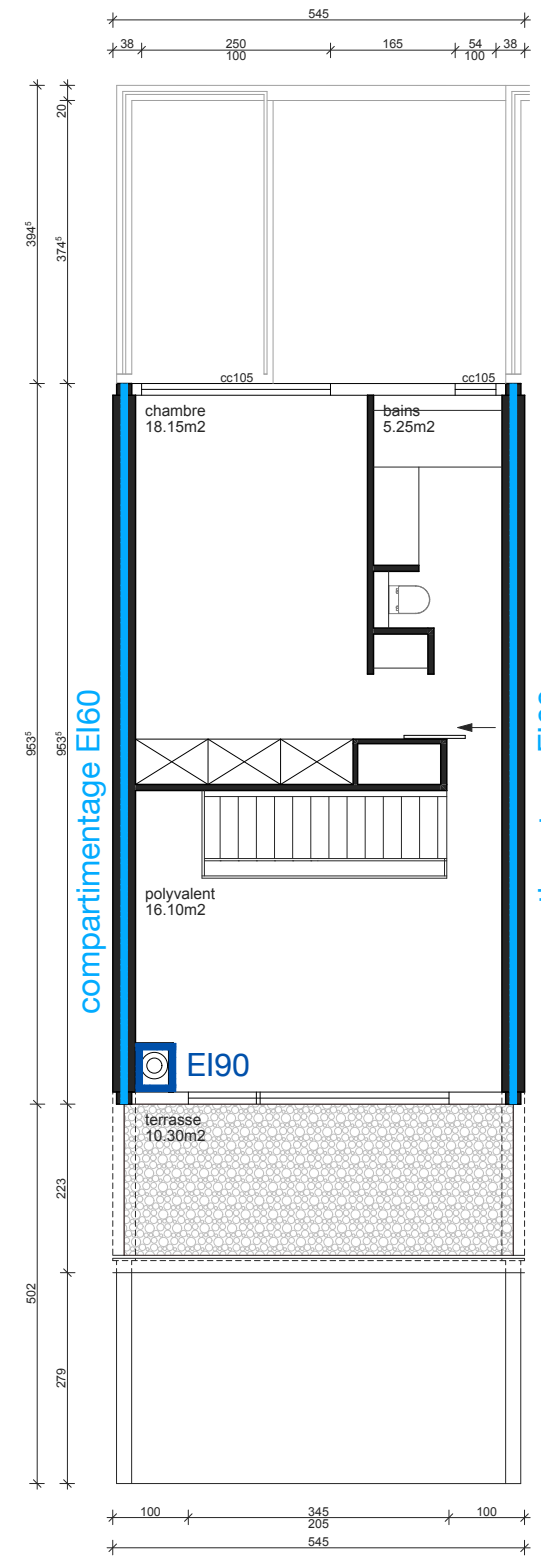 545
38 250 165 54 38
100 100
20
394⁵
374⁵
cc105 cc105
chambre
18.15m2
bains
5.25m2
953⁵
953⁵
compartimentage EI60
polyvalent
16.10m2
EI90
terrasse
10.30m2
223
502
279
100 345 100
205
545